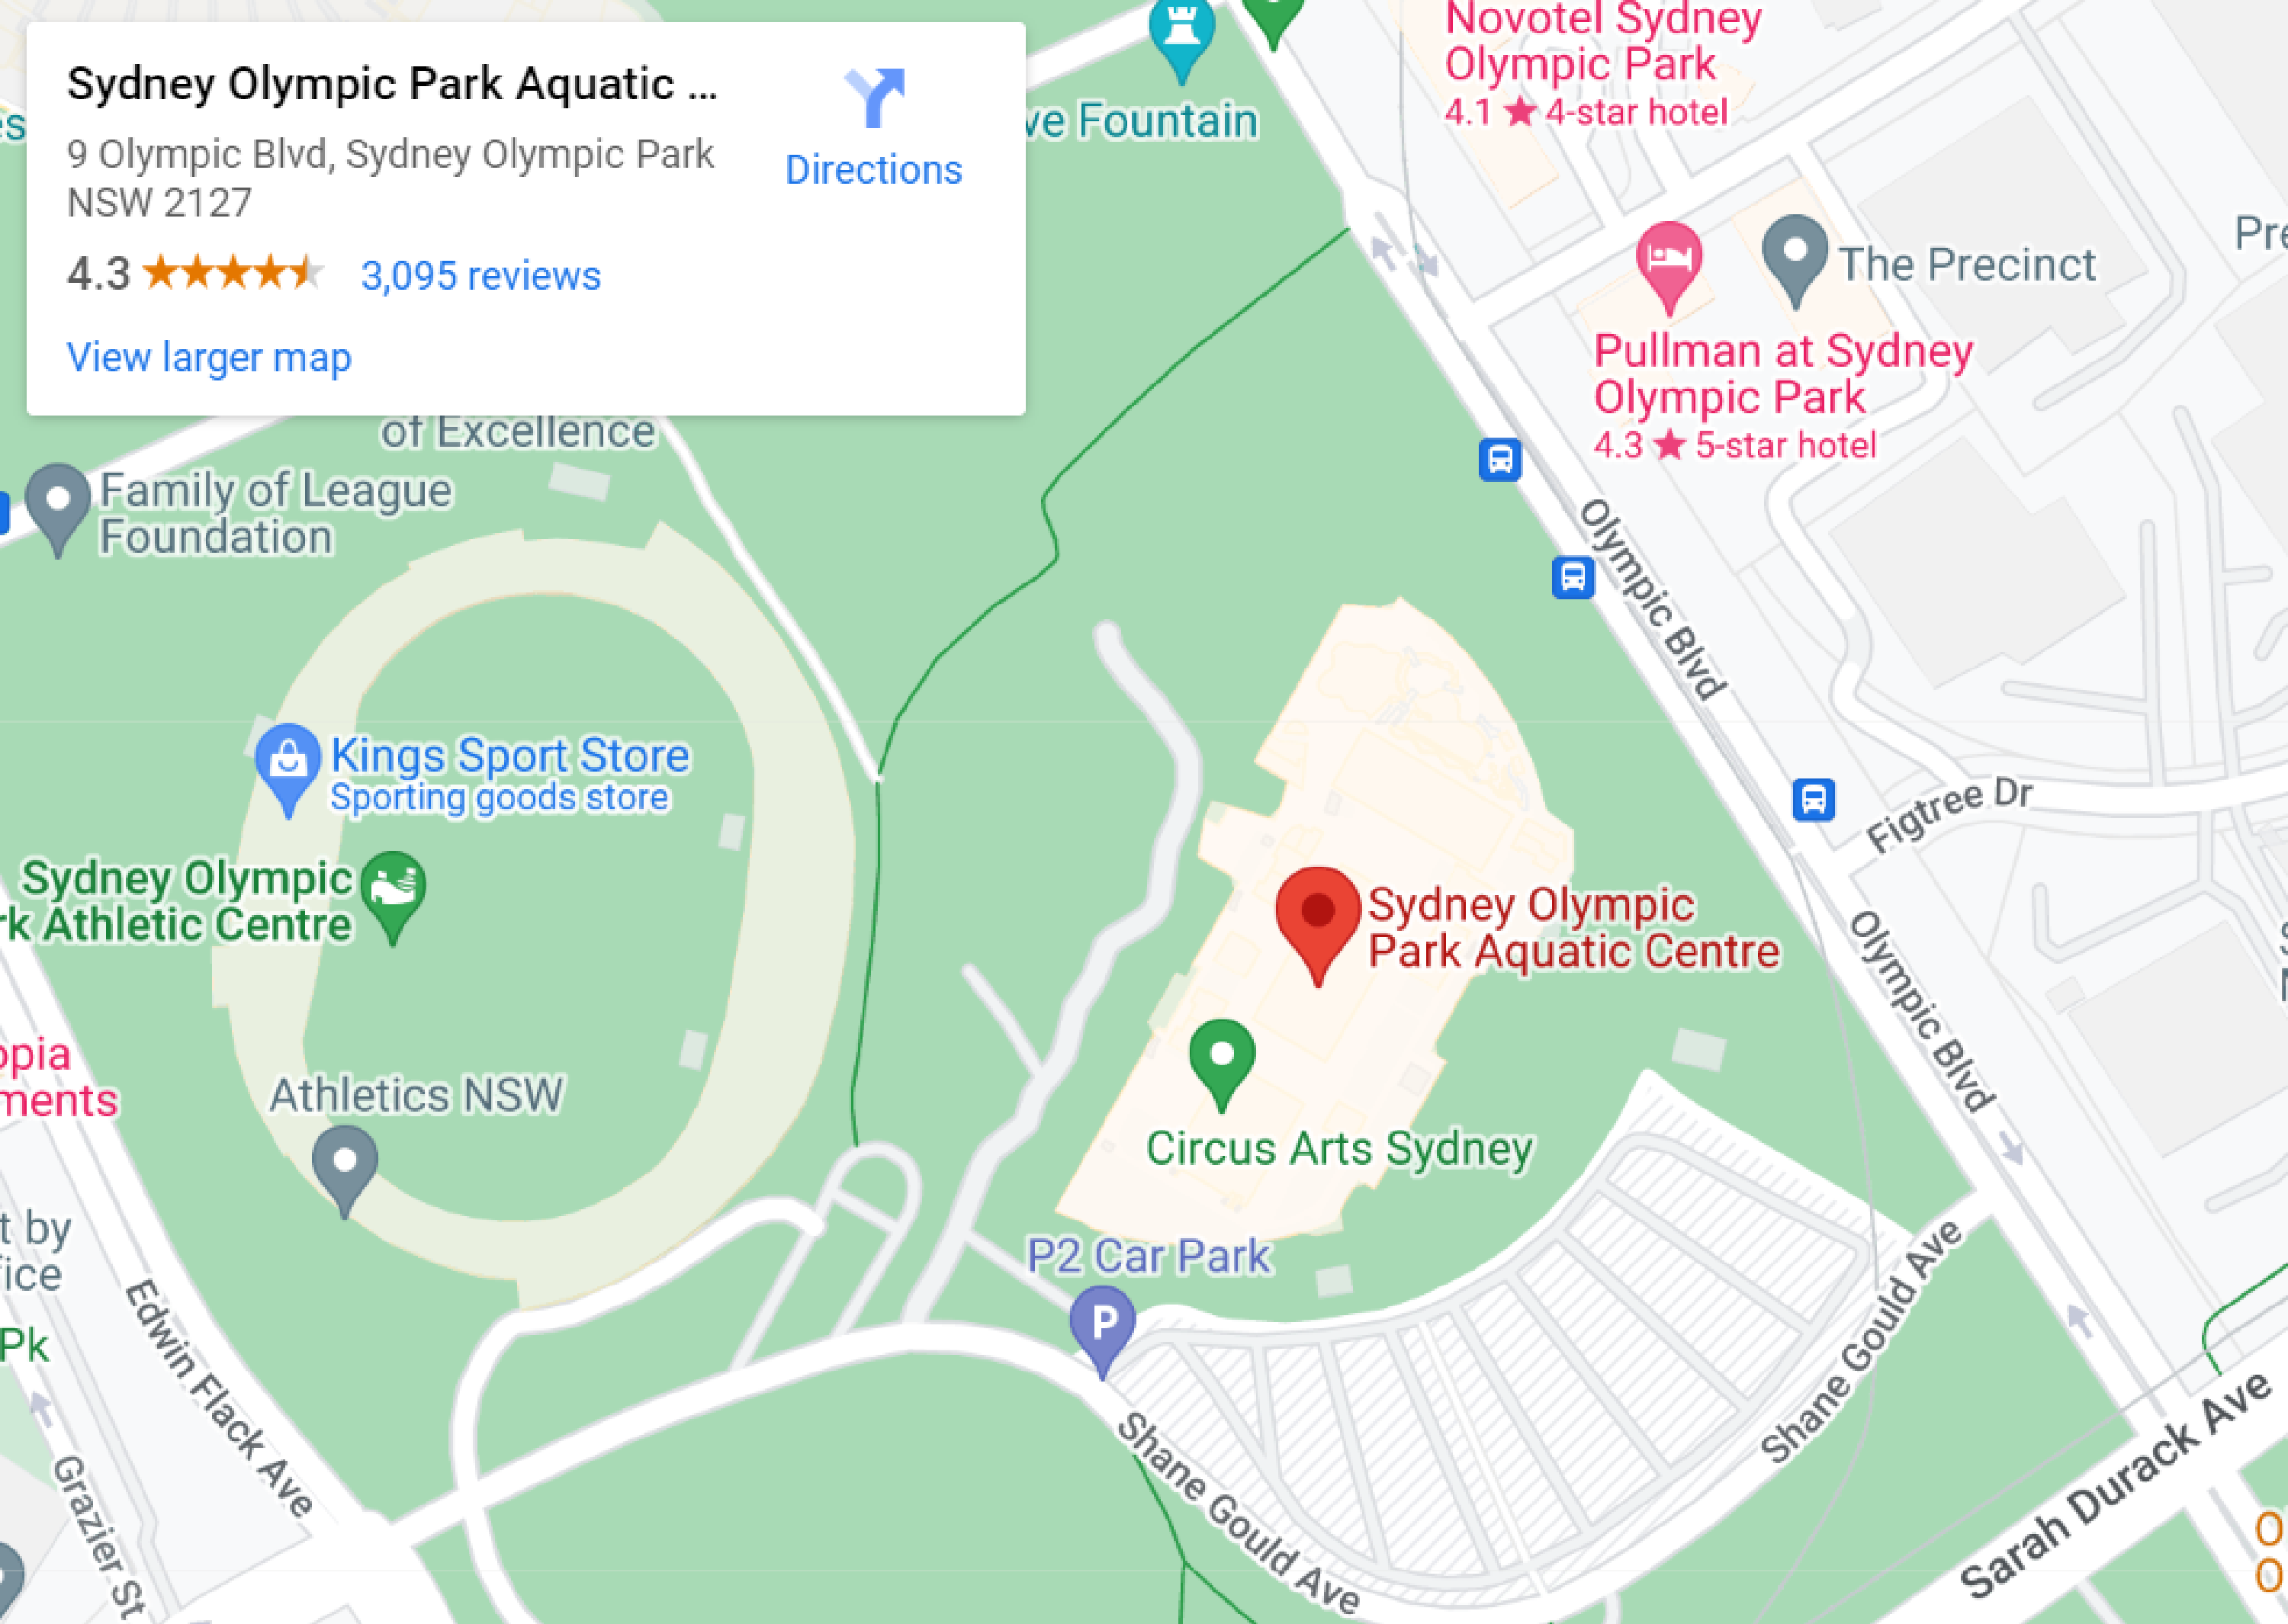 Sydney Olympic Park Aquatic ...
9 Olympic Blvd, Sydney Olympic Park
NSW 2127
Directions
4.3
3,095 reviews
View larger map
ve Fountain
Novotel Sydney
Olympic Park
4.1 ★ 4-star hotel
The Precinct
Pre
Pullman at Sydney
Olympic Park
4.3 ★ 5-star hotel
of Excellence
Family of League
Foundation
Olympic Blvd
Kings Sport Store
Sporting goods store
Figtree Dr
Sydney Olympic
rk Athletic Centre
Sydney Olympic
Park Aquatic Centre
Olympic Blvd
opia
ments
Athletics NSW
Circus Arts Sydney
t by
fice
P2 Car Park
P
Pk
Edwin Flack Ave
Grazier St
Shane Gould Ave
Shane Gould Ave
Sarah Durack Ave